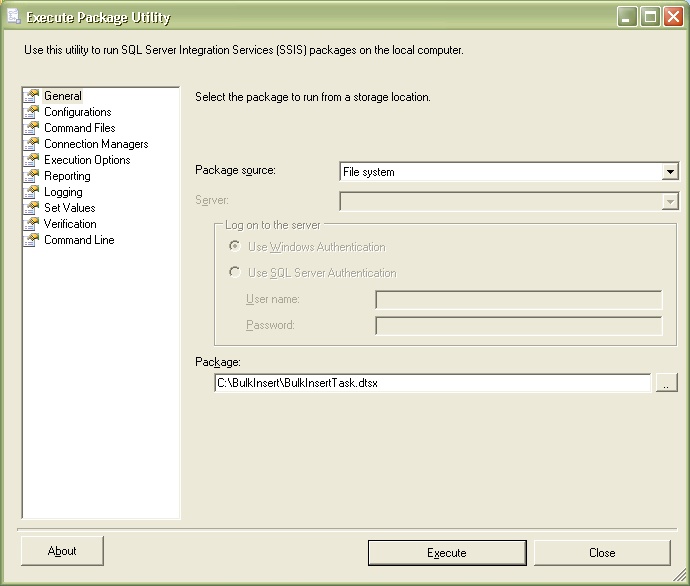 Execute Package Utility
Use this utility to run SQL Server Integration Services (SSIS) packages on the local computer.
General
Configurations
Command Files
Connection Managers
Execution Options
Reporting
Logging
Set Values
Verification
Command Line
Select the package to run from a storage location.
Package source:
File system
Server:
Log on to the server
Use Windows Authentication
Use SQL Server Authentication
User name:
Password:
Package:
C:\BulkInsert\BulkInsertTask.dtsx
..
About
Execute
Close